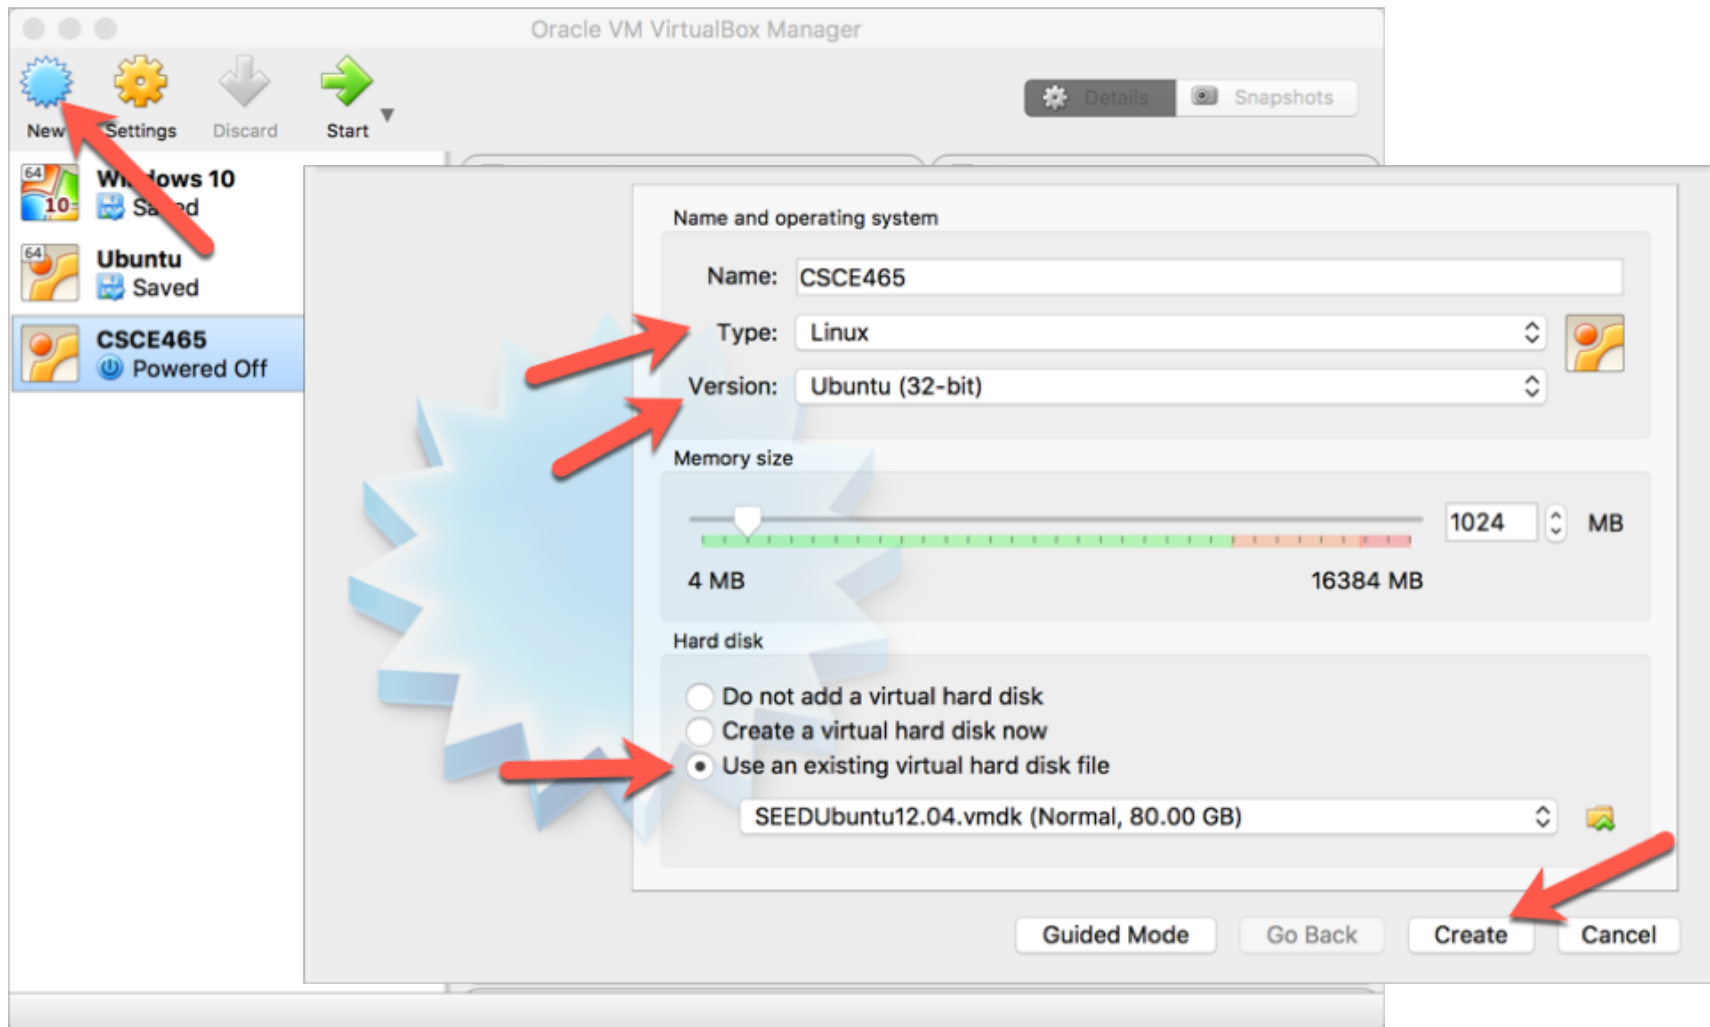 Oracle VM VirtualBox Manager
New
Settings
Discard
Start
Details
Snapshots
64
10
Windows 10
Saved
64
Ubuntu
Saved
CSCE465
Powered Off
Name and operating system
Name: CSCE465
Type: Linux
Version: Ubuntu (32-bit)
Memory size
1024 MB
4 MB 16384 MB
Hard disk
Do not add a virtual hard disk
Create a virtual hard disk now
Use an existing virtual hard disk file
SEEDUbuntu12.04.vmdk (Normal, 80.00 GB)
Guided Mode Go Back Create Cancel